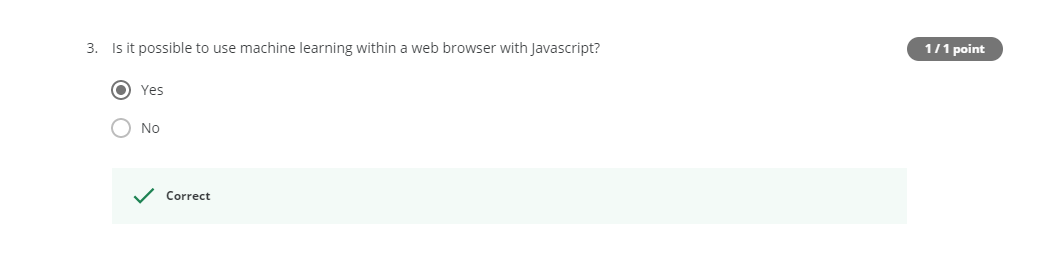 3. Is it possible to use machine learning within a web browser with Javascript?
1 / 1 point
Yes
No
Correct